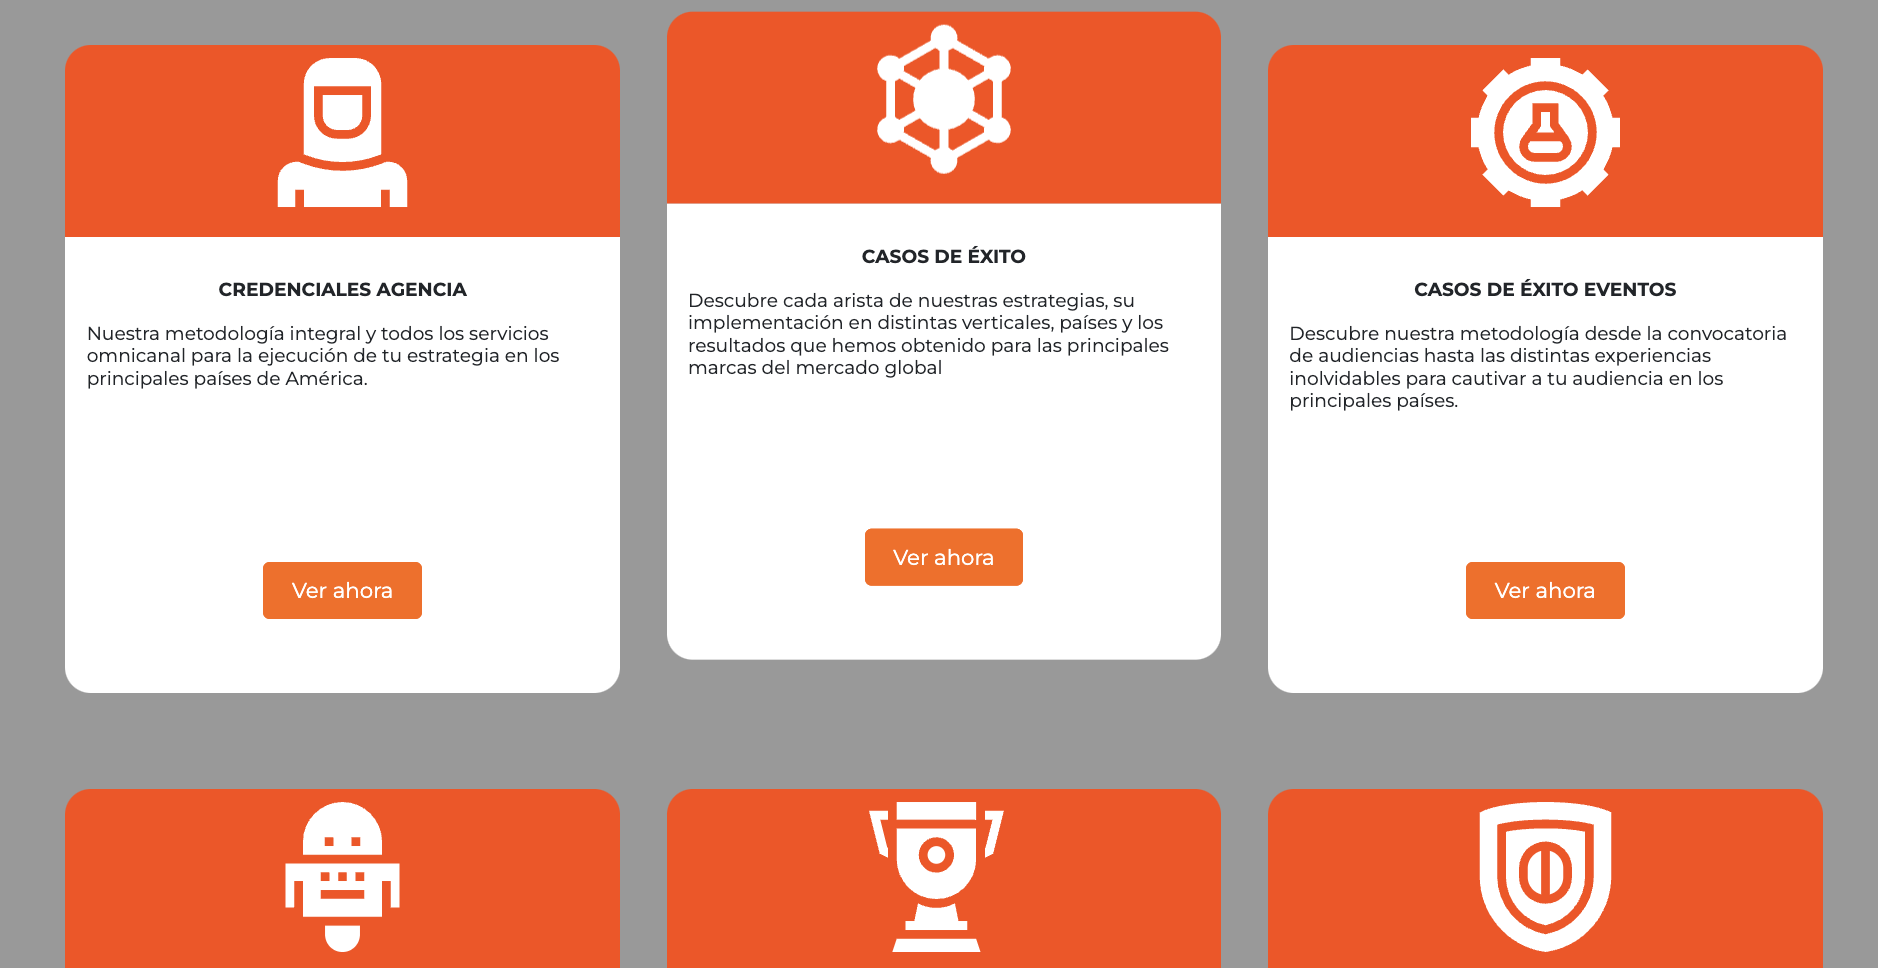 CREDENCIALES AGENCIA
Nuestra metodología integral y todos los servicios
omnicanal para la ejecución de tu estrategia en los
principales países de América.
Ver ahora
CASOS DE ÉXITO
Descubre cada arista de nuestras estrategias, su
implementación en distintas verticales, países y los
resultados que hemos obtenido para las principales
marcas del mercado global
Ver ahora
CASOS DE ÉXITO EVENTOS
Descubre nuestra metodología desde la convocatoria
de audiencias hasta las distintas experiencias
inolvidables para cautivar a tu audiencia en los
principales países.
Ver ahora